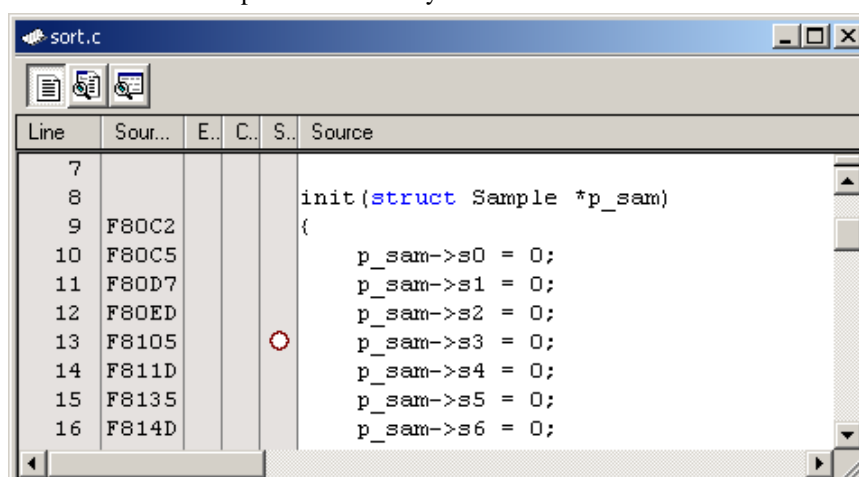 sort.c
Line Sour... E.. C.. S.. Source
7
8 init(struct Sample *p_sam)
9 F80C2 {
10 F80C5 p_sam->s0 = 0;
11 F80D7 p_sam->s1 = 0;
12 F80ED p_sam->s2 = 0;
13 F8105 p_sam->s3 = 0;
14 F811D p_sam->s4 = 0;
15 F8135 p_sam->s5 = 0;
16 F814D p_sam->s6 = 0;